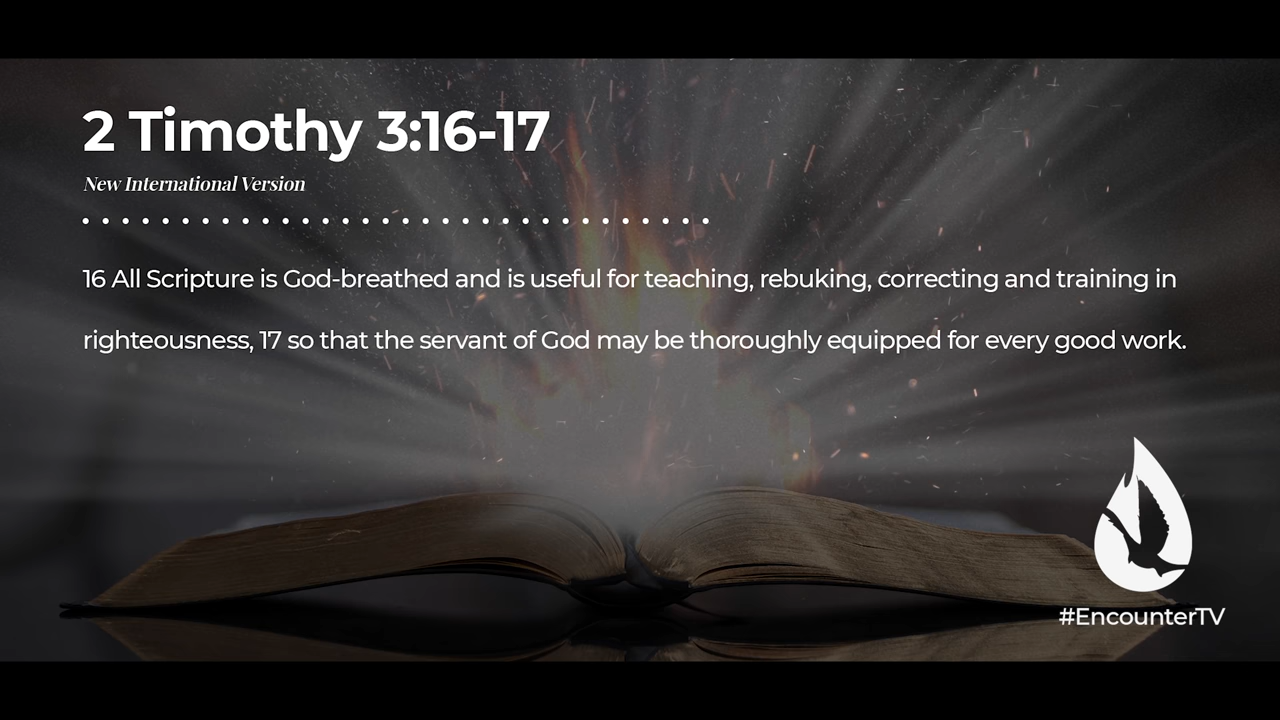 2 Timothy 3:16-17
New International Version
16 All Scripture is God-breathed and is useful for teaching, rebuking, correcting and training in
righteousness, 17 so that the servant of God may be thoroughly equipped for every good work.
#EncounterTV